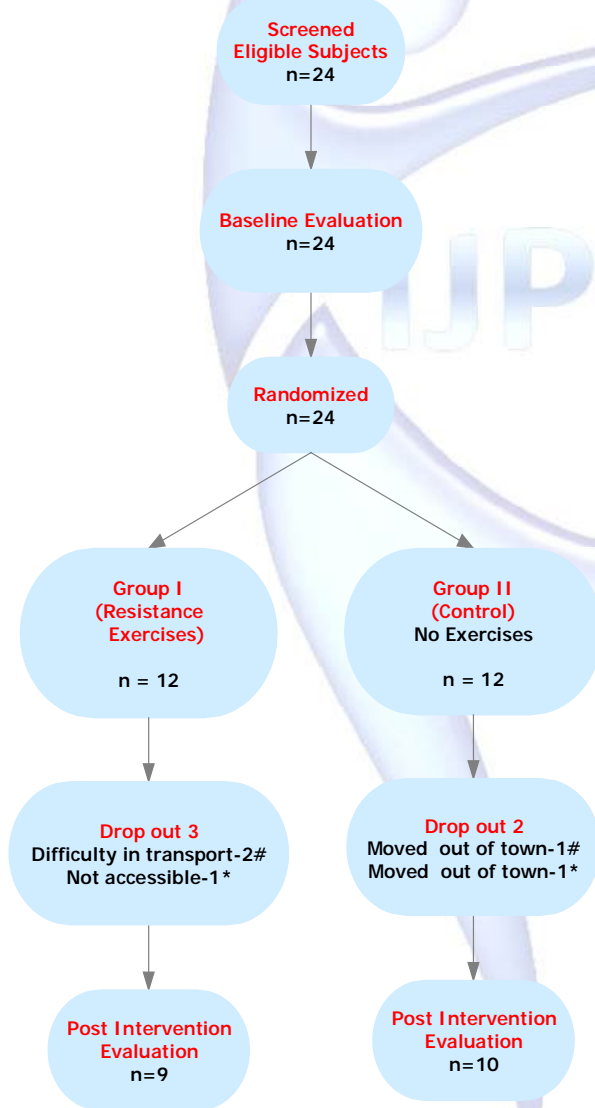 Screened
Eligible Subjects
n=24
Baseline Evaluation
n=24
IJP
Randomized
n=24
Group I
(Resistance
Exercises)
n = 12
Group II
(Control)
No Exercises
n = 12
Drop out 3
Difficulty in transport-2#
Not accessible-1*
Drop out 2
Moved out of town-1#
Moved out of town-1*
Post Intervention
Evaluation
n=9
Post Intervention
Evaluation
n=10